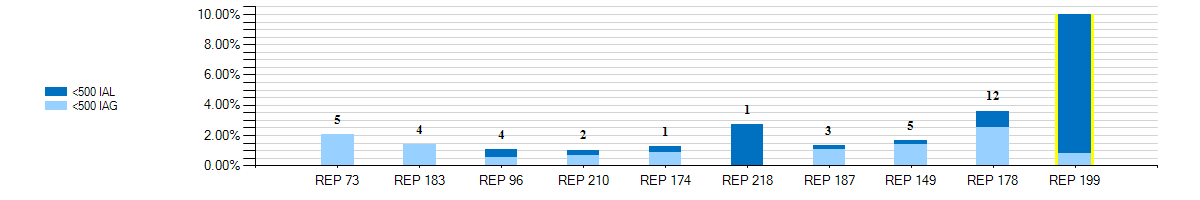 10.00%
8.00%
6.00%
4.00%
2.00%
0.00%
<500 IAL
<500 IAG
5
4
4
2
1
1
3
5
12
REP 73
REP 183
REP 96
REP 210
REP 174
REP 218
REP 187
REP 149
REP 178
REP 199